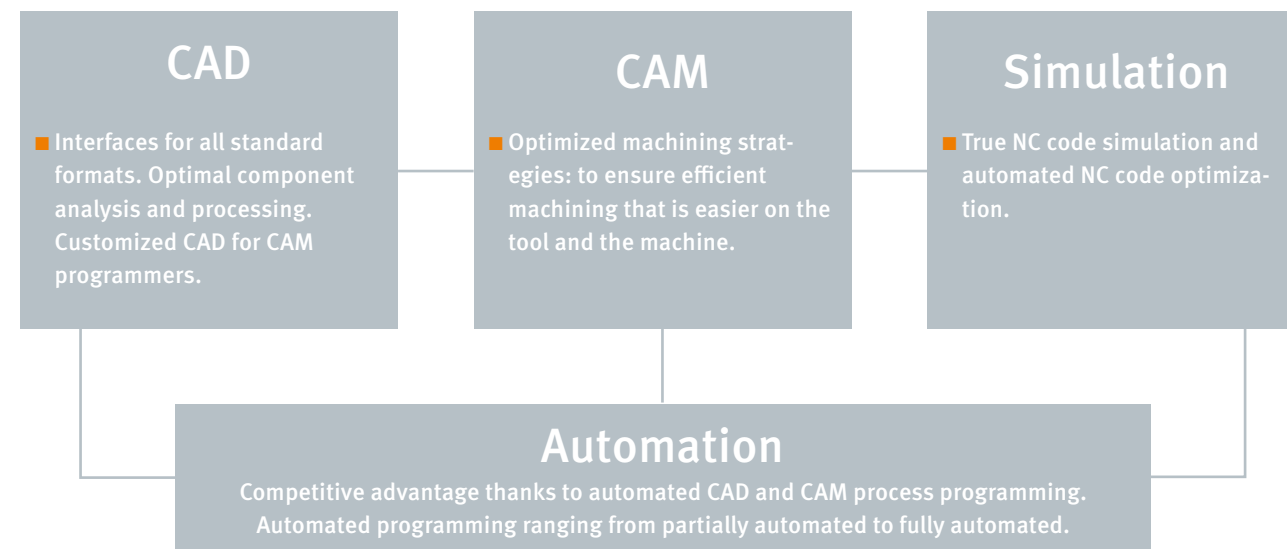 CAD
Interfaces for all standard
formats. Optimal component
analysis and processing.
Customized CAD for CAM
programmers.
CAM
Optimized machining strat-
egies: to ensure efficient
machining that is easier on the
tool and the machine.
Simulation
True NC code simulation and
automated NC code optimiza-
tion.
Automation
Competitive advantage thanks to automated CAD and CAM process programming.
Automated programming ranging from partially automated to fully automated.